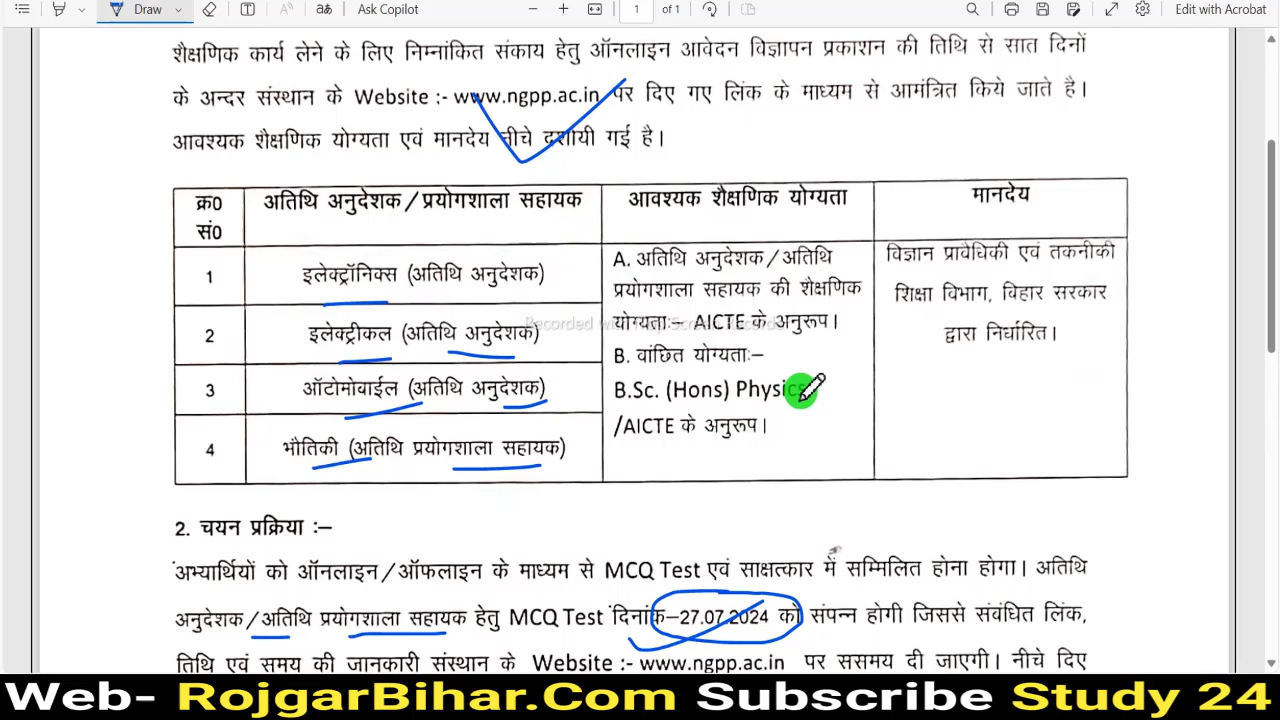 Draw
Ask Copilot
1
of 1
Edit with Acrobat
शैक्षणिक कार्य लेने के लिए निम्नांकित संकाय हेतु ऑनलाइन आवेदन विज्ञापन प्रकाशन की तिथि से सात दिनों
के अन्दर संस्थान के Website :- www.ngpp.ac.in पर दिए गए लिंक के माध्यम से आमंत्रित किये जाते है।
आवश्यक शैक्षणिक योग्यता एवं मानदेय नीचे दर्शायी गई है।
क्र0 सं0
अतिथि अनुदेशक/प्रयोगशाला सहायक
आवश्यक शैक्षणिक योग्यता
मानदेय
1
इलेक्ट्रॉनिक्स (अतिथि अनुदेशक)
2
इलेक्ट्रीकल (अतिथि अनुदेशक)
3
ऑटोमोवाईल (अतिथि अनुदेशक)
4
भौतिकी (अतिथि प्रयोगशाला सहायक)
A. अतिथि अनुदेशक/अतिथि
प्रयोगशाला सहायक की शैक्षणिक
योग्यताः- AICTE के अनुरूप।
B. वांछित योग्यताः-
B.Sc. (Hons) Physics
/AICTE के अनुरूप।
विज्ञान प्रावैधिकी एवं तकनीकी
शिक्षा विभाग, बिहार सरकार
द्वारा निर्धारित।
2. चयन प्रक्रिया :-
अभ्यार्थियों को ऑनलाइन/ऑफलाइन के माध्यम से MCQ Test एवं साक्षत्कार में सम्मिलित होना होगा। अतिथि
अनुदेशक/अतिथि प्रयोगशाला सहायक हेतु MCQ Test दिनांक-27.07.2024 को संपन्न होगी जिससे संवंधित लिंक,
तिथि एवं समय की जानकारी संस्थान के Website :- www.ngpp.ac.in पर ससमय दी जाएगी। नीचे दिए
Web- RojgarBihar.Com Subscribe Study 24